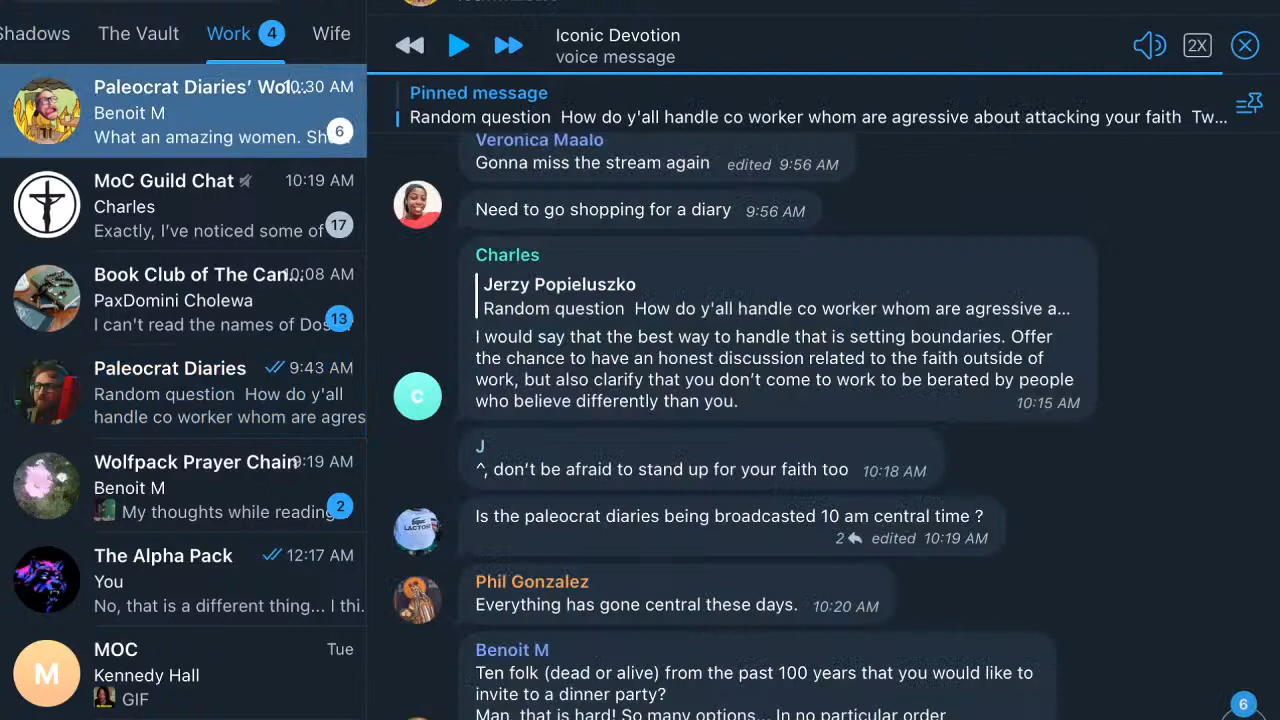 Shadows
The Vault
Work 4
Wife
Paleocrat Diaries’ Wol... 10:30 AM
Benoit M
What an amazing women. Sh 6
MoC Guild Chat 10:19 AM
Charles
Exactly, I’ve noticed some of 17
Book Club of The Can... 10:08 AM
PaxDomini Cholewa
I can't read the names of Dos 13
Paleocrat Diaries 9:43 AM
Random question How do y'all
handle co worker whom are agres
Wolfpack Prayer Chain 9:19 AM
Benoit M
My thoughts while reading 2
The Alpha Pack 12:17 AM
You
No, that is a different thing... I thi.
M
MOC Tue
Kennedy Hall
GIF
Iconic Devotion
voice message
2X
Pinned message
Random question How do y'all handle co worker whom are agressive about attacking your faith Tw...
Veronica Maalo
Gonna miss the stream again edited 9:56 AM
Need to go shopping for a diary 9:56 AM
Charles
Jerzy Popieluszko
Random question How do y'all handle co worker whom are agressive a...
I would say that the best way to handle that is setting boundaries. Offer
the chance to have an honest discussion related to the faith outside of
work, but also clarify that you don’t come to work to be berated by people
who believe differently than you. 10:15 AM
C
J
^, don’t be afraid to stand up for your faith too 10:18 AM
Is the paleocrat diaries being broadcasted 10 am central time ?
2 edited 10:19 AM
Phil Gonzalez
Everything has gone central these days. 10:20 AM
Benoit M
Ten folk (dead or alive) from the past 100 years that you would like to
invite to a dinner party?
Man, that is hard! So many options... In no particular order
6